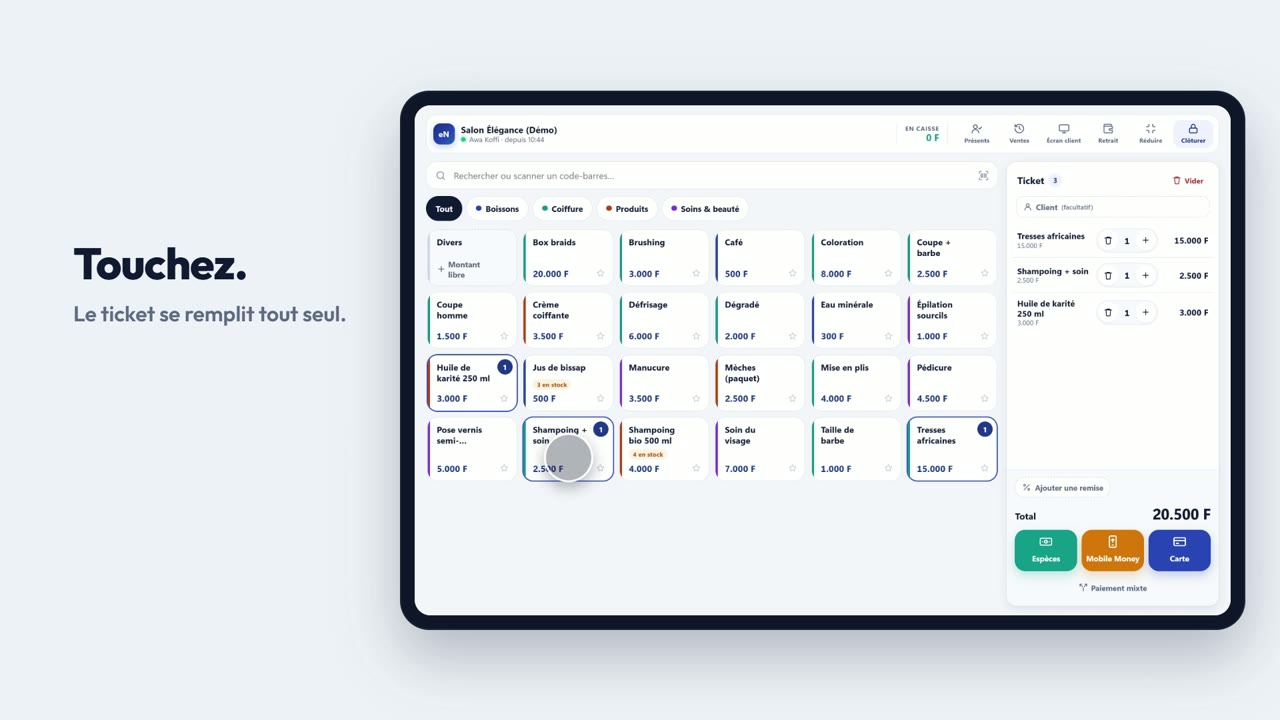 Touchez.
Le ticket se remplit tout seul.
eN
Salon Élégance (Démo)
Awa Koffi · depuis 10:44
EN CAISSE
0 F
Présents
Ventes
Écran client
Retrait
Réduire
Clôturer
Rechercher ou scanner un code-barres...
Tout
Boissons
Coiffure
Produits
Soins & beauté
Divers
+ Montant
libre
Box braids
20.000 F
Brushing
3.000 F
Café
500 F
Coloration
8.000 F
Coupe +
barbe
2.500 F
Coupe
homme
1.500 F
Crème
coiffante
3.500 F
Défrisage
6.000 F
Dégradé
2.000 F
Eau minérale
300 F
Épilation
sourcils
1.000 F
Huile de
karité 250 ml
1
3.000 F
Jus de bissap
3 en stock
500 F
Manucure
3.500 F
Mèches
(paquet)
2.500 F
Mise en plis
4.000 F
Pédicure
4.500 F
Pose vernis
semi-...
5.000 F
Shampoing +
soin
1
2.500 F
Shampoing
bio 500 ml
4 en stock
4.000 F
Soin du
visage
7.000 F
Taille de
barbe
1.000 F
Tresses
africaines
1
15.000 F
Ticket 3
Vider
Client (facultatif)
Tresses africaines
15.000 F
1 +
15.000 F
Shampoing + soin
2.500 F
1 +
2.500 F
Huile de karité
250 ml
3.000 F
1 +
3.000 F
Ajouter une remise
Total
20.500 F
Espèces
Mobile Money
Carte
Paiement mixte